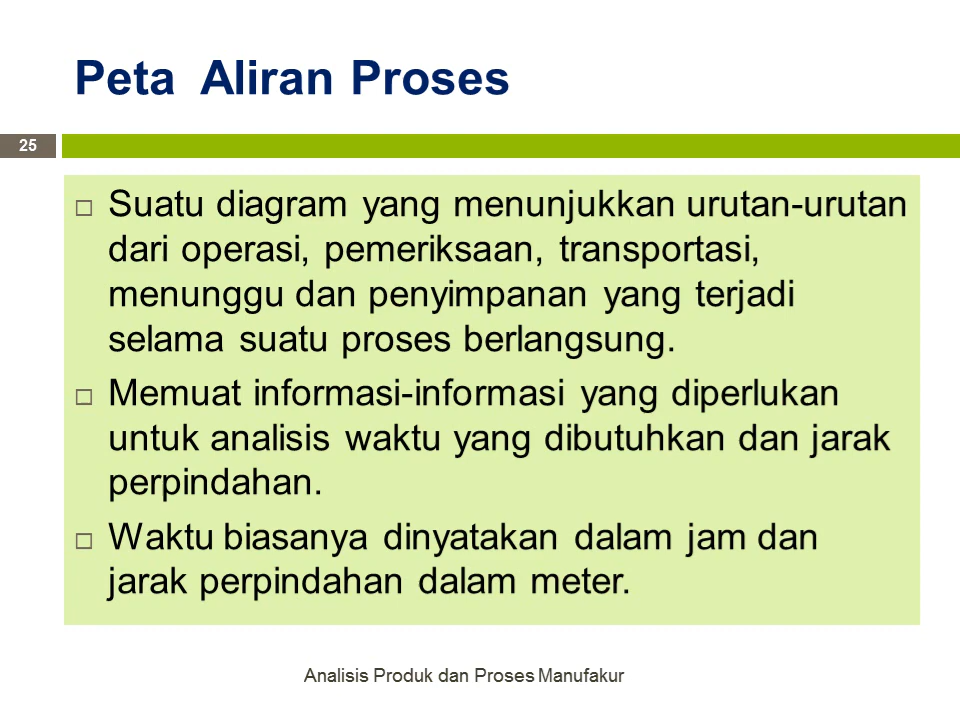 Peta Aliran Proses
25
Suatu diagram yang menunjukkan urutan-urutan
dari operasi, pemeriksaan, transportasi,
menunggu dan penyimpanan yang terjadi
selama suatu proses berlangsung.
Memuat informasi-informasi yang diperlukan
untuk analisis waktu yang dibutuhkan dan jarak
perpindahan.
Waktu biasanya dinyatakan dalam jam dan
jarak perpindahan dalam meter.
Analisis Produk dan Proses Manufakur